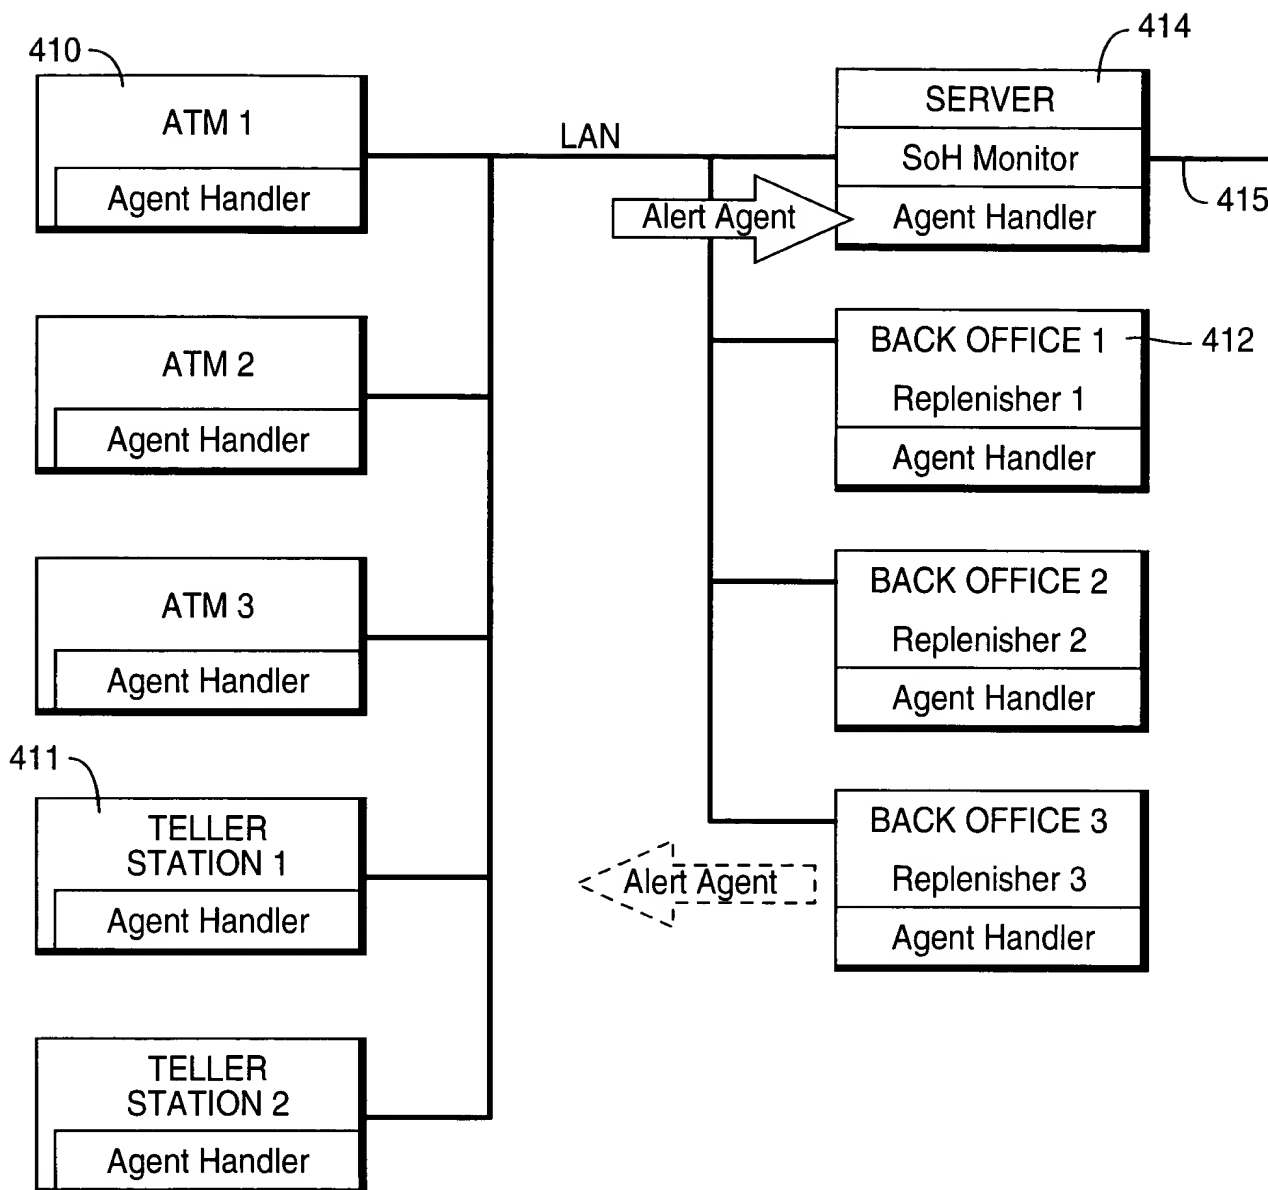 410
ATM 1
Agent Handler
ATM 2
Agent Handler
ATM 3
Agent Handler
411
TELLER
STATION 1
Agent Handler
TELLER
STATION 2
Agent Handler
LAN
Alert Agent
414
SERVER
SoH Monitor
Agent Handler
415
BACK OFFICE 1
412
Replenisher 1
Agent Handler
BACK OFFICE 2
Replenisher 2
Agent Handler
BACK OFFICE 3
Replenisher 3
Agent Handler
Alert Agent